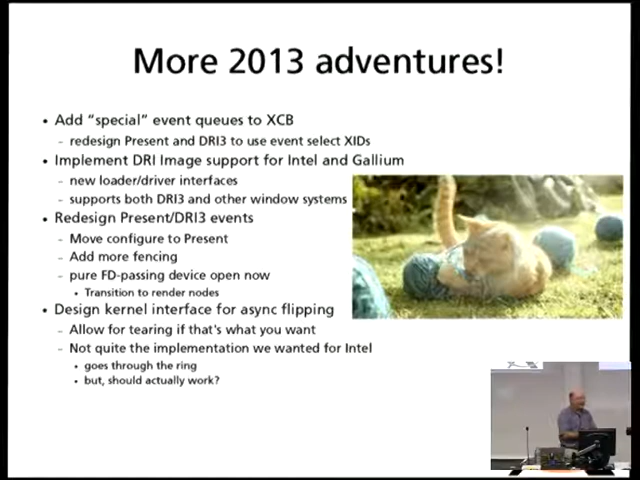 More 2013 adventures!
• Add “special” event queues to XCB
– redesign Present and DRI3 to use event select XIDs
• Implement DRI Image support for Intel and Gallium
– new loader/driver interfaces
– supports both DRI3 and other window systems
• Redesign Present/DRI3 events
– Move configure to Present
– Add more fencing
– pure FD-passing device open now
• Transition to render nodes
• Design kernel interface for async flipping
– Allow for tearing if that's what you want
– Not quite the implementation we wanted for Intel
• goes through the ring
• but, should actually work?